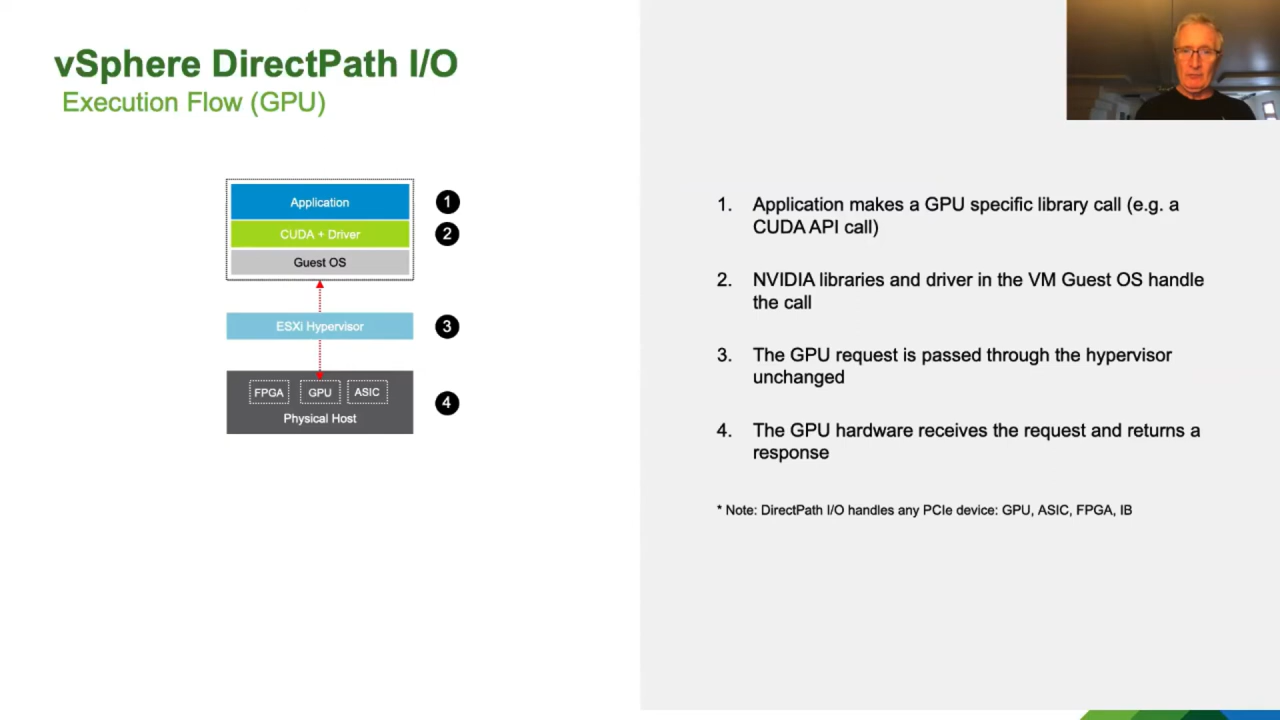 vSphere DirectPath I/O
Execution Flow (GPU)
Application
1
CUDA + Driver
2
Guest OS
ESXi Hypervisor
3
FPGA
GPU
ASIC
4
Physical Host
1. Application makes a GPU specific library call (e.g. a
CUDA API call)
2. NVIDIA libraries and driver in the VM Guest OS handle
the call
3. The GPU request is passed through the hypervisor
unchanged
4. The GPU hardware receives the request and returns a
response
* Note: DirectPath I/O handles any PCIe device: GPU, ASIC, FPGA, IB